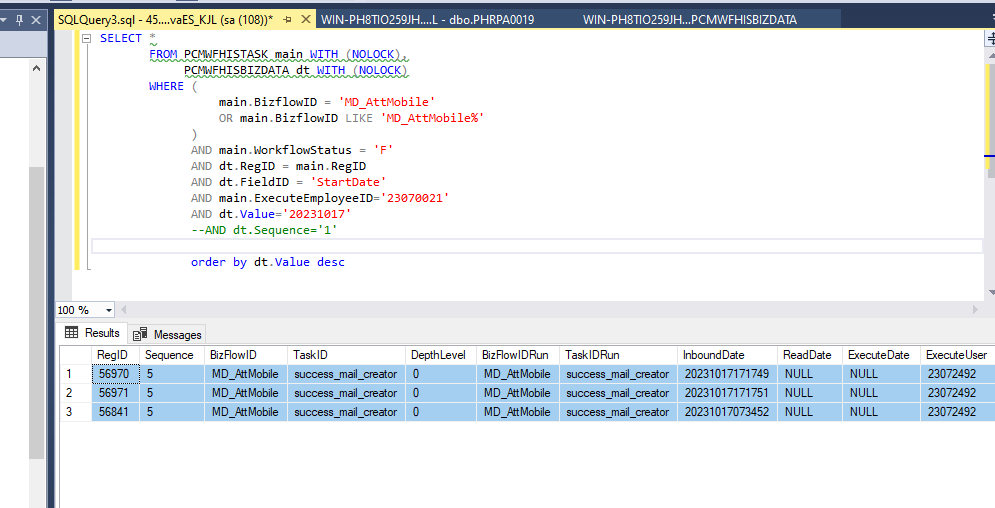 SQLQuery3.sql - 45....vaES_KJL (sa (108))* WIN-PH8TIO259JH....L - dbo.PHRPA0019 WIN-PH8TIO259JH...PCMWFHISBIZDATA
SELECT *
FROM PCMWFHISTASK main WITH (NOLOCK),
PCMWFHISBIZDATA dt WITH (NOLOCK)
WHERE (
main.BizflowID = 'MD_AttMobile'
OR main.BizflowID LIKE 'MD_AttMobile%'
)
AND main.WorkflowStatus = 'F'
AND dt.RegID = main.RegID
AND dt.FieldID = 'StartDate'
AND main.ExecuteEmployeeID='23070021'
AND dt.Value='20231017'
--AND dt.Sequence='1'
order by dt.Value desc
100 %
Results Messages
RegID Sequence BizFlowID TaskID DepthLevel BizFlowIDRun TaskIDRun InboundDate ReadDate ExecuteDate ExecuteUser
1 56970 5 MD_AttMobile success_mail_creator 0 MD_AttMobile success_mail_creator 20231017171749 NULL NULL 23072492
2 56971 5 MD_AttMobile success_mail_creator 0 MD_AttMobile success_mail_creator 20231017171751 NULL NULL 23072492
3 56841 5 MD_AttMobile success_mail_creator 0 MD_AttMobile success_mail_creator 20231017073452 NULL NULL 23072492